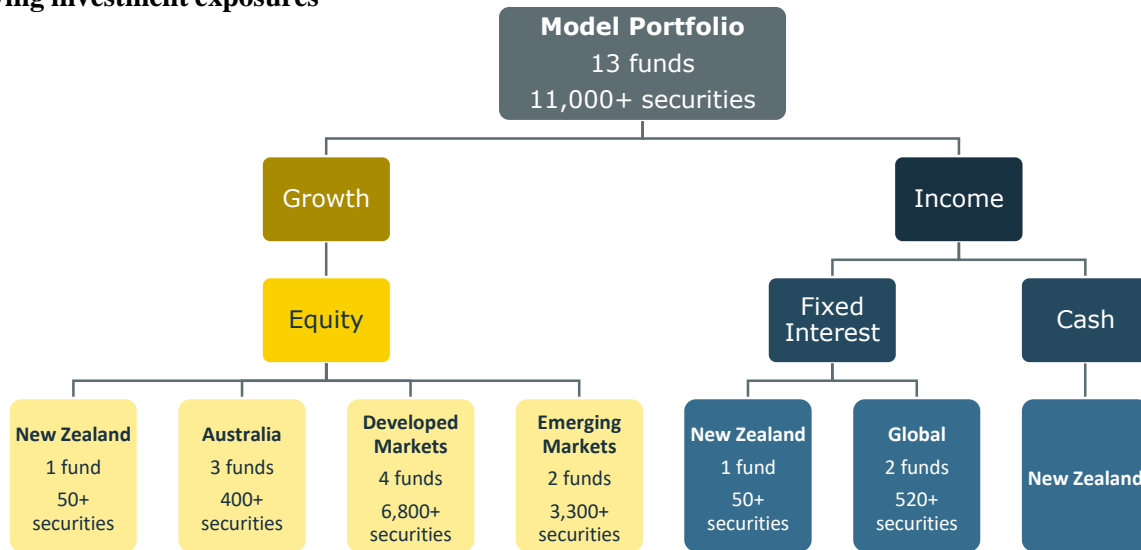 investment exposures
Model Portfolio
13 funds
11,000+ securities
Growth
Income
Equity
Fixed
Interest
Cash
New Zealand
1 fund
50+
securities
Australia
3 funds
400+
securities
Developed
Markets
4 funds
6,800+
securities
Emerging
Markets
2 funds
3,300+
securities
New Zealand
1 fund
50+
securities
Global
2 funds
520+
securities
New Zealand